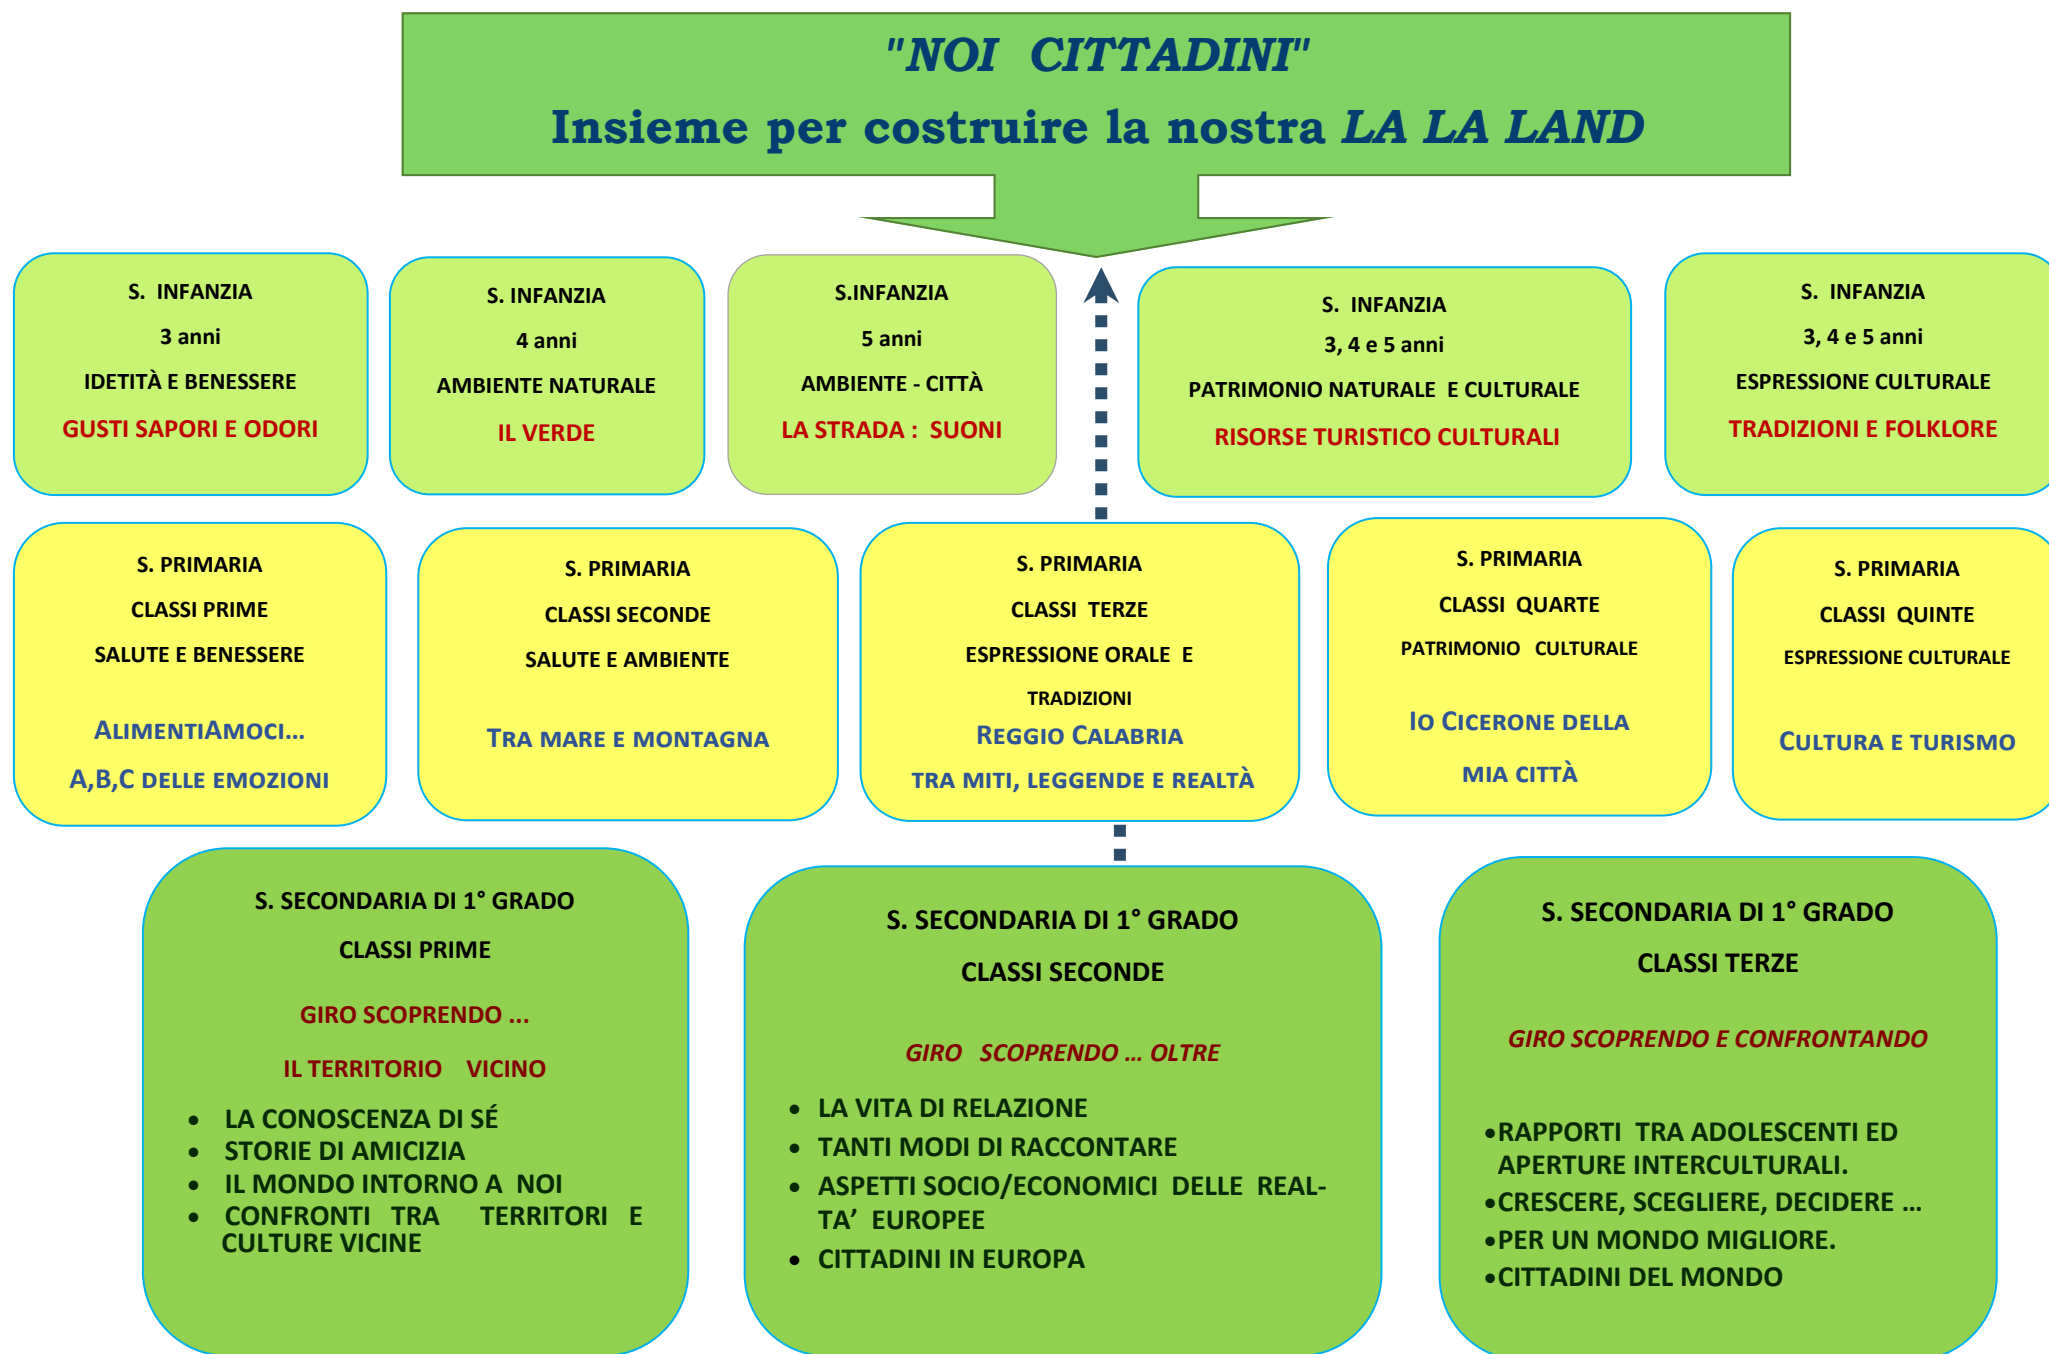 "NOI CITTADINI"
Insieme per costruire la nostra LA LA LAND
S. INFANZIA
3 anni
IDETITÀ E BENESSERE
GUSTI SAPORI E ODORI
S. INFANZIA
4 anni
AMBIENTE NATURALE
IL VERDE
S.INFANZIA
5 anni
AMBIENTE - CITTÀ
LA STRADA : SUONI
S. INFANZIA
3, 4 e 5 anni
PATRIMONIO NATURALE E CULTURALE
RISORSE TURISTICO CULTURALI
S. INFANZIA
3, 4 e 5 anni
ESPRESSIONE CULTURALE
TRADIZIONI E FOLKLORE
S. PRIMARIA
CLASSI PRIME
SALUTE E BENESSERE
ALIMENTIAMOCI...
A,B,C DELLE EMOZIONI
S. PRIMARIA
CLASSI SECONDE
SALUTE E AMBIENTE
TRA MARE E MONTAGNA
S. PRIMARIA
CLASSI TERZE
ESPRESSIONE ORALE E
TRADIZIONI
REGGIO CALABRIA
TRA MITI, LEGGENDE E REALTÀ
S. PRIMARIA
CLASSI QUARTE
PATRIMONIO CULTURALE
IO CICERONE DELLA
MIA CITTÀ
S. PRIMARIA
CLASSI QUINTE
ESPRESSIONE CULTURALE
CULTURA E TURISMO
S. SECONDARIA DI 1° GRADO
CLASSI PRIME
GIRO SCOPRENDO ...
IL TERRITORIO VICINO
• LA CONOSCENZA DI SÉ
• STORIE DI AMICIZIA
• IL MONDO INTORNO A NOI
• CONFRONTI TRA TERRITORI E
CULTURE VICINE
S. SECONDARIA DI 1° GRADO
CLASSI SECONDE
GIRO SCOPRENDO ... OLTRE
• LA VITA DI RELAZIONE
• TANTI MODI DI RACCONTARE
• ASPETTI SOCIO/ECONOMICI DELLE REAL-
TA’ EUROPEE
• CITTADINI IN EUROPA
S. SECONDARIA DI 1° GRADO
CLASSI TERZE
GIRO SCOPRENDO E CONFRONTANDO
•RAPPORTI TRA ADOLESCENTI ED
APERTURE INTERCULTURALI.
•CRESCERE, SCEGLIERE, DECIDERE ...
•PER UN MONDO MIGLIORE.
•CITTADINI DEL MONDO